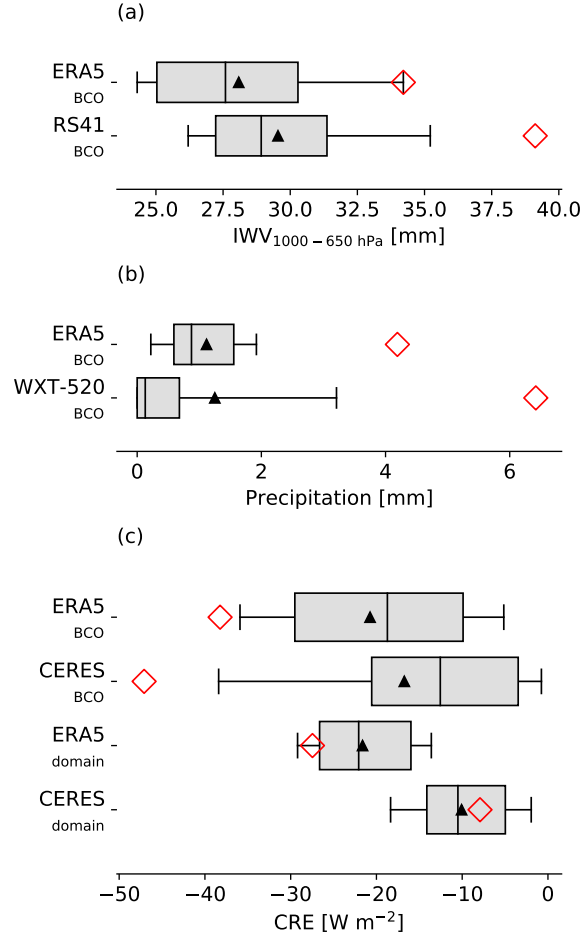 (a)
ERA5
BCO
RS41
BCO
25.0 27.5 30.0 32.5 35.0 37.5 40.0
IWV1000 − 650 hPa [mm]
(b)
ERA5
BCO
WXT-520
BCO
0 2 4 6
Precipitation [mm]
(c)
ERA5
BCO
CERES
BCO
ERA5
domain
CERES
domain
−50 −40 −30 −20 −10 0
CRE [W m−2]